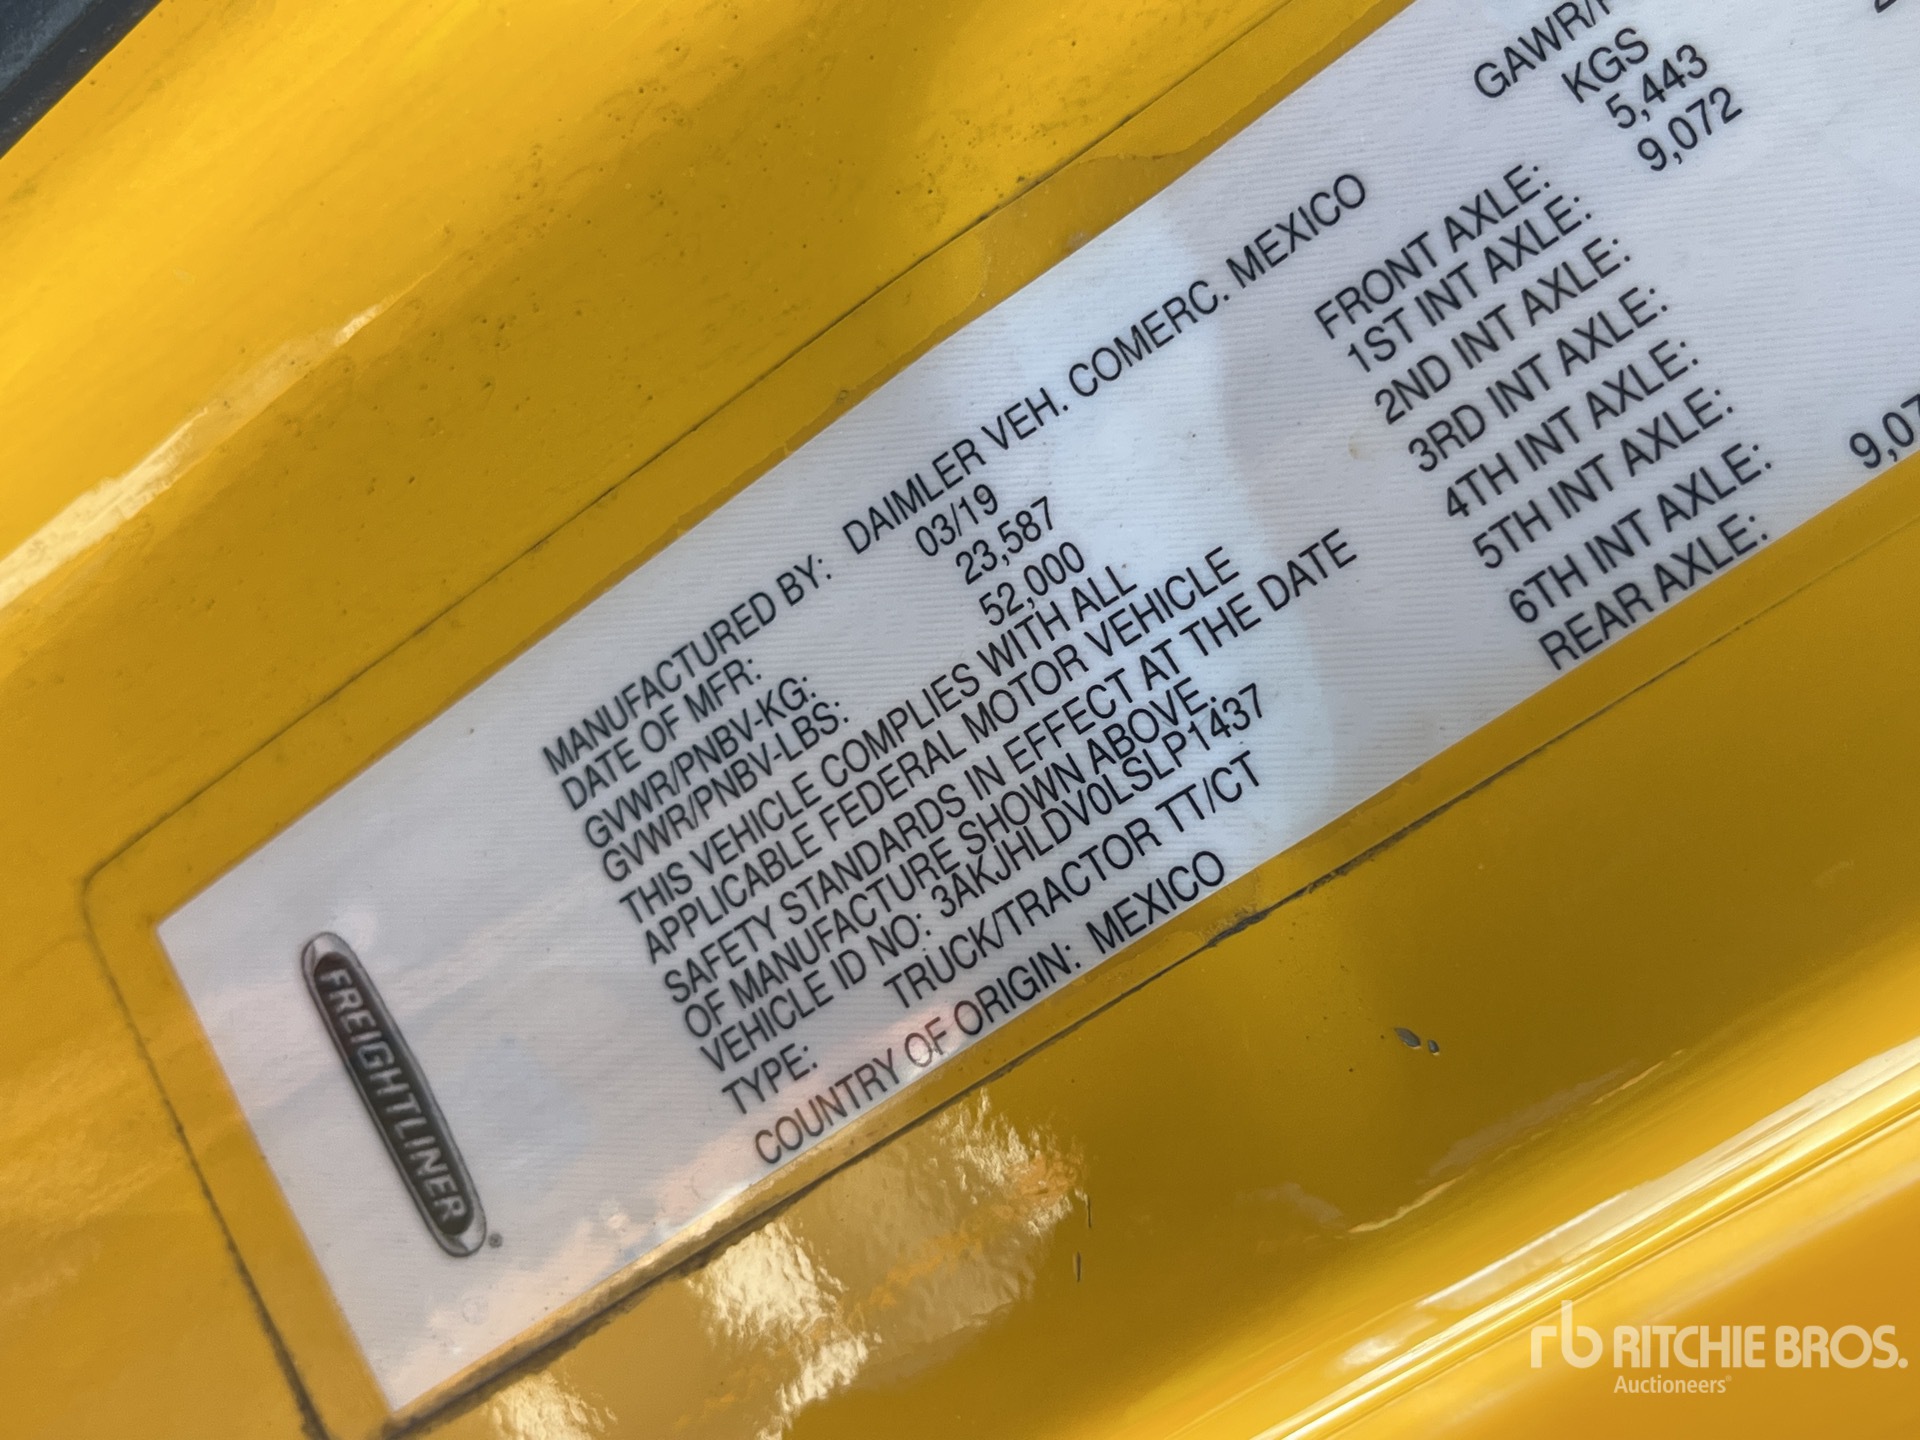 FREIGHTLINER®
MANUFACTURED BY: DAIMLER VEH. COMERC. MEXICO
DATE OF MFR: 03/19
GVWR/PNBV-KG: 23,587
GVWR/PNBV-LBS: 52,000
THIS VEHICLE COMPLIES WITH ALL
APPLICABLE FEDERAL MOTOR VEHICLE
SAFETY STANDARDS IN EFFECT AT THE DATE
OF MANUFACTURE SHOWN ABOVE.
VEHICLE ID NO: 3AKJHLDV0LSLP1437
TYPE: TRUCK/TRACTOR TT/CT
COUNTRY OF ORIGIN: MEXICO
GAWR/
KGS
FRONT AXLE: 5,443
1ST INT AXLE: 9,072
2ND INT AXLE:
3RD INT AXLE:
4TH INT AXLE:
5TH INT AXLE:
6TH INT AXLE:
REAR AXLE: 9,07
rb RITCHIE BROS.
Auctioneers